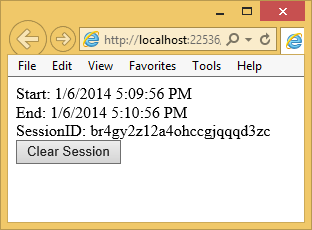 http://localhost:22536,
File Edit View Favorites Tools Help
Start: 1/6/2014 5:09:56 PM
End: 1/6/2014 5:10:56 PM
SessionID: br4gy2z12a4ohccgjqqqd3zc
Clear Session